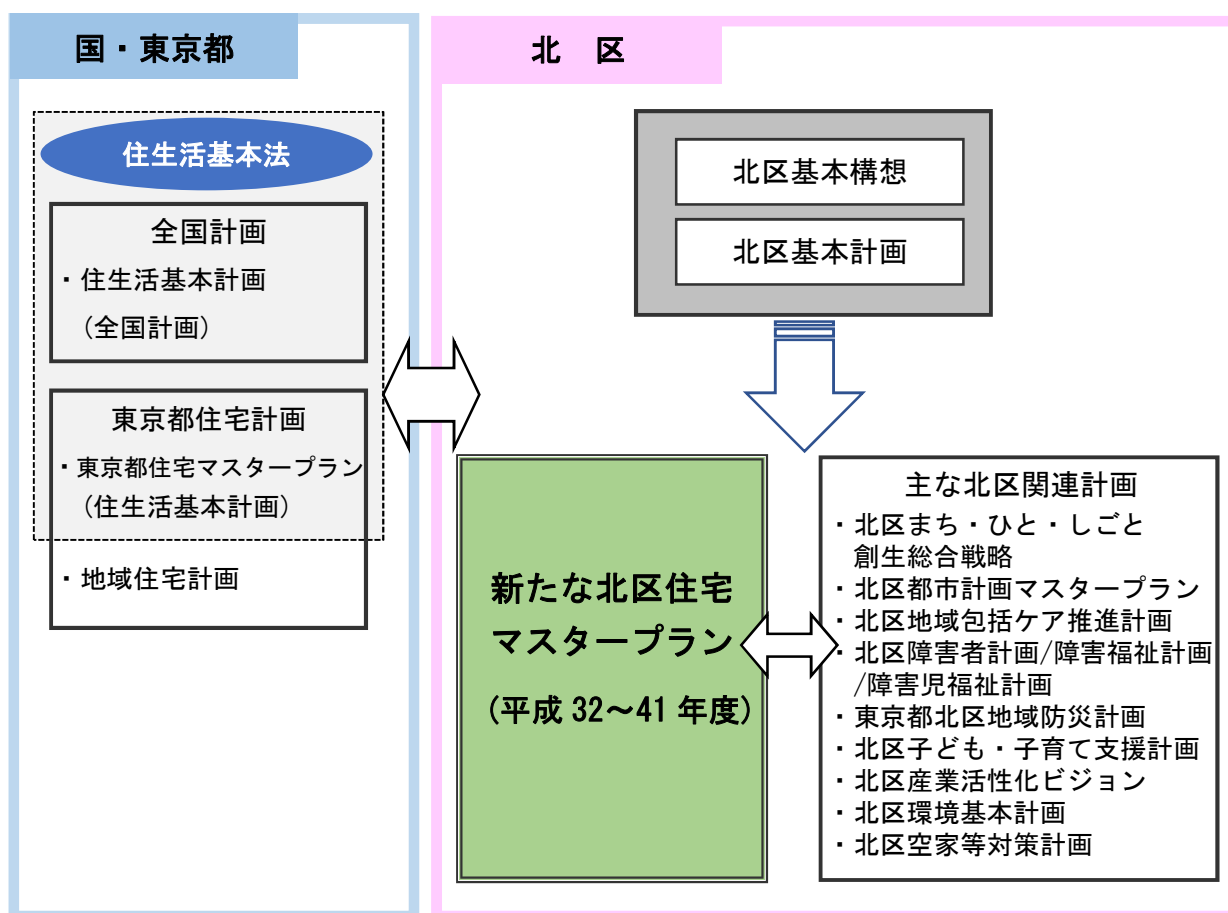 国・東京都
住生活基本法
全国計画
・住生活基本計画
(全国計画)
東京都住宅計画
・東京都住宅マスタープラン
(住生活基本計画)
・地域住宅計画
北 区
北区基本構想
北区基本計画
新たな北区住宅
マスタープラン
(平成 32～41 年度)
主な北区関連計画
・北区まち・ひと・しごと
創生総合戦略
・北区都市計画マスタープラン
・北区地域包括ケア推進計画
・北区障害者計画/障害福祉計画
/障害児福祉計画
・東京都北区地域防災計画
・北区子ども・子育て支援計画
・北区産業活性化ビジョン
・北区環境基本計画
・北区空家等対策計画